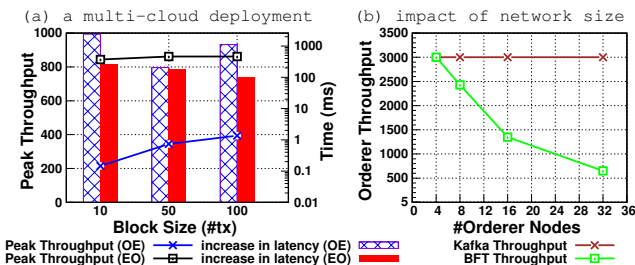 (a) a multi-cloud deployment
1000
800
600
400
200
0
Peak Throughput
1000
100
10
1
0.1
0.01
Time (ms)
10
50
100
Block Size (#tx)
Peak Throughput (OE)
Peak Throughput (EO)
increase in latency (OE)
increase in latency (EO)
(b) impact of network size
3500
3000
2500
2000
1500
1000
500
5
Orderer Throughput
0 4 8 12 16 20 24 28 32 36
#Orderer Nodes
Kafka Throughput
BFT Throughput